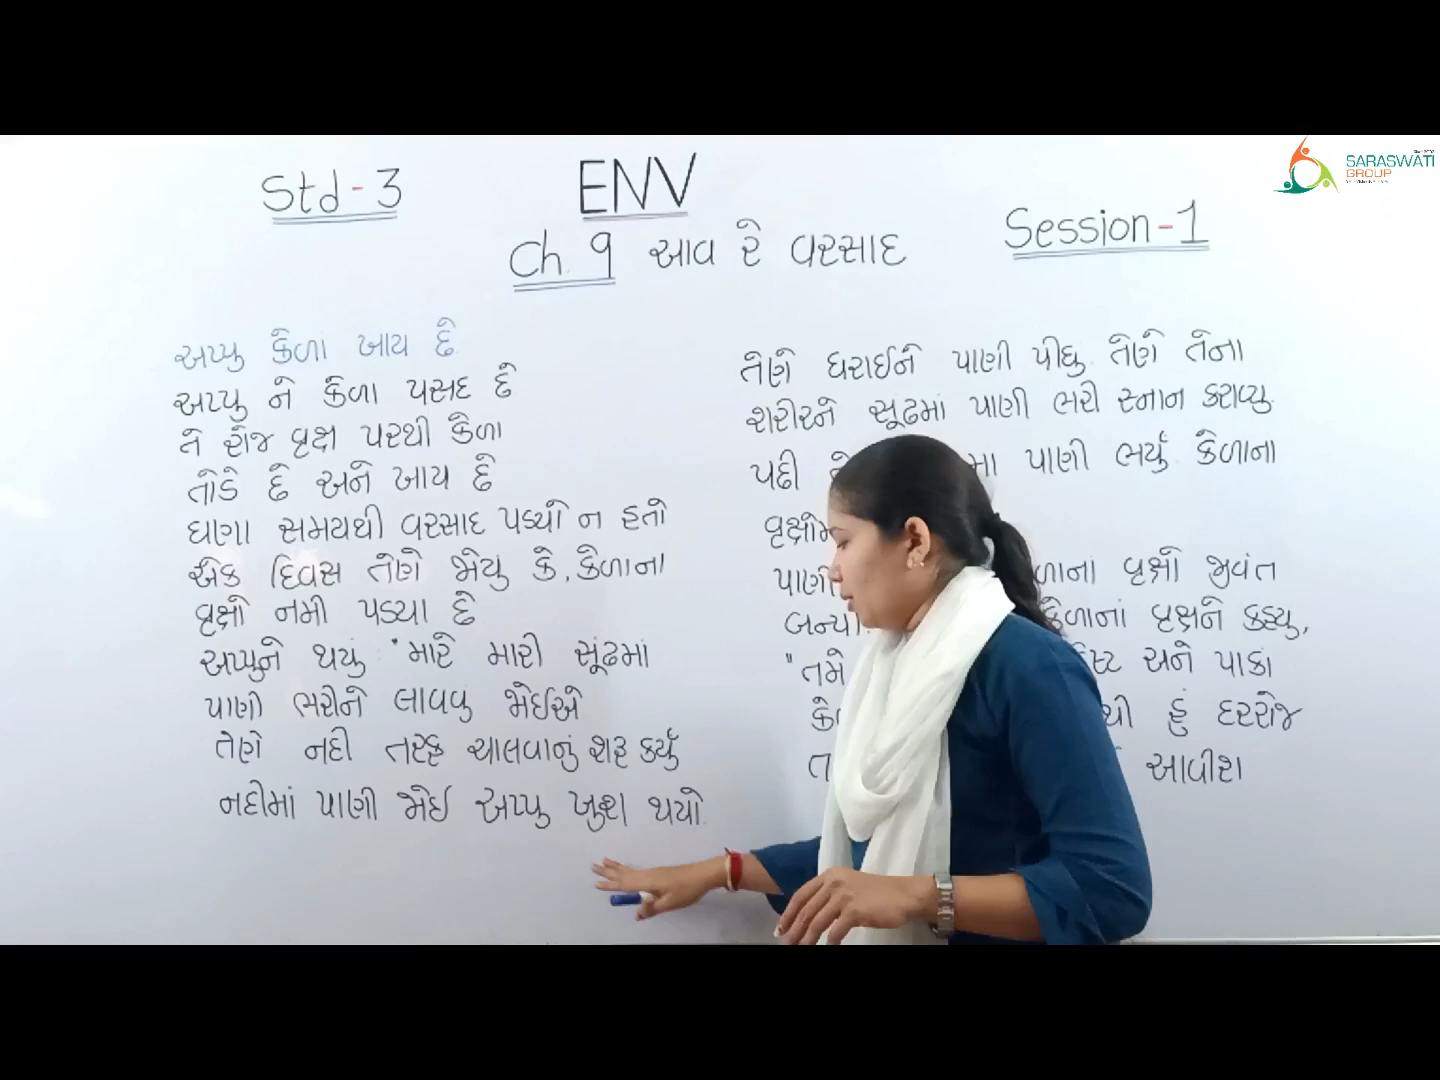 Std-3
ENV
Session-1
Ch. 9 આવ રે વરસાદ
SARASWATI
GROUP
અપ્પુ કેળાં ખાય છે
અપ્પુ ને કેળા પસંદ છે
તે રોજ વૃક્ષ પરથી કેળા
તોડે છે અને ખાય છે
ઘણા સમયથી વરસાદ પડ્યો ન હતો
એક દિવસ તેણે જોયુ કે, કેળાના
વૃક્ષો નમી પડ્યા છે
અપ્પુને થયું "મારે મારી સૂંઢમાં
પાણી ભરીને લાવવુ જોઈએ
તેણે નદી તરફ ચાલવાનું શરૂ કર્યું
નદીમાં પાણી જોઈ અપ્પુ ખુશ થયો.
તેણે ધરાઈને પાણી પીધુ. તેણે તેના
શરીરને સૂઢમાં પાણી ભરી સ્નાન કરાવ્યુ.
પછી પાણી ભર્યું કેળાના
વૃક્ષો જીવંત
બન્યા. કેળાનાં વૃક્ષને કહ્યુ,
"તમે અને પાકાં
હું દરરોજ
આવીશ